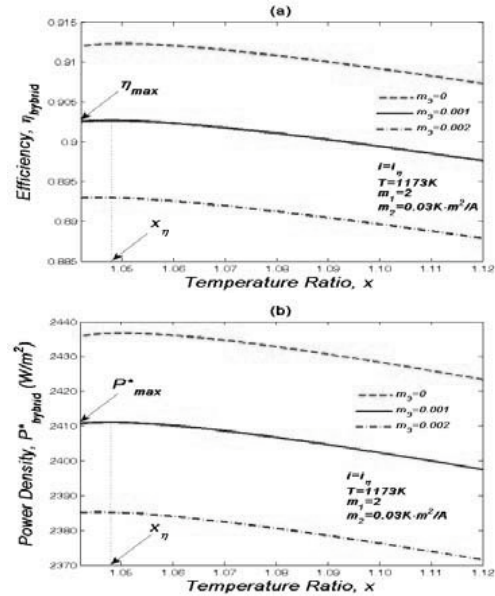 (a)
0.915
0.91
0.905
0.9
0.895
0.89
0.885
Efficiency, η hybrid
η max
m3=0
m3=0.001
m3=0.002
i=iη
T=1173K
m1=2
m2=0.03K·m²/A
xη
1.05 1.06 1.07 1.08 1.09 1.10 1.11 1.12
Temperature Ratio, x
(b)
2440
2430
2420
2410
2400
2390
2380
2370
Power Density, P* hybrid (W/m²)
P* max
m3=0
m3=0.001
m3=0.002
i=iη
T=1173K
m1=2
m2=0.03K·m²/A
xη
1.05 1.06 1.07 1.08 1.09 1.10 1.11 1.12
Temperature Ratio, x